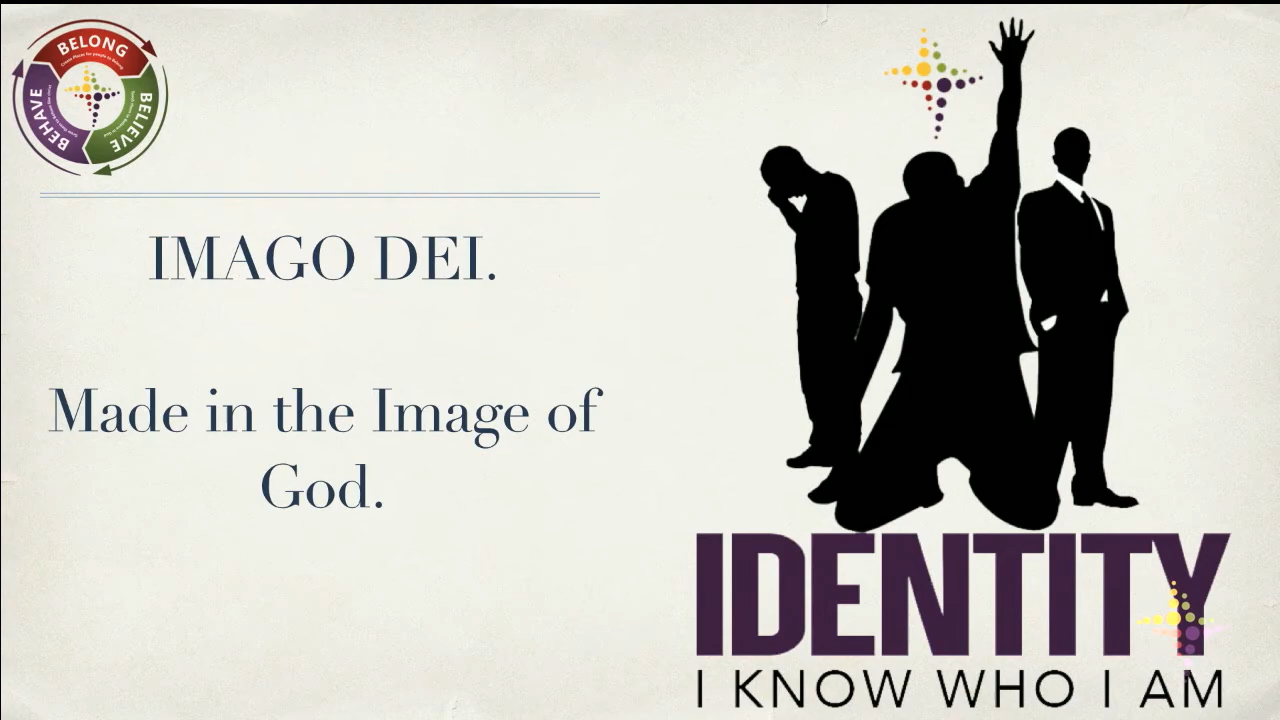 BELONG
BELIEVE
BEHAVE
IMAGO DEI.
Made in the Image of
God.
IDENTITY
I KNOW WHO I AM